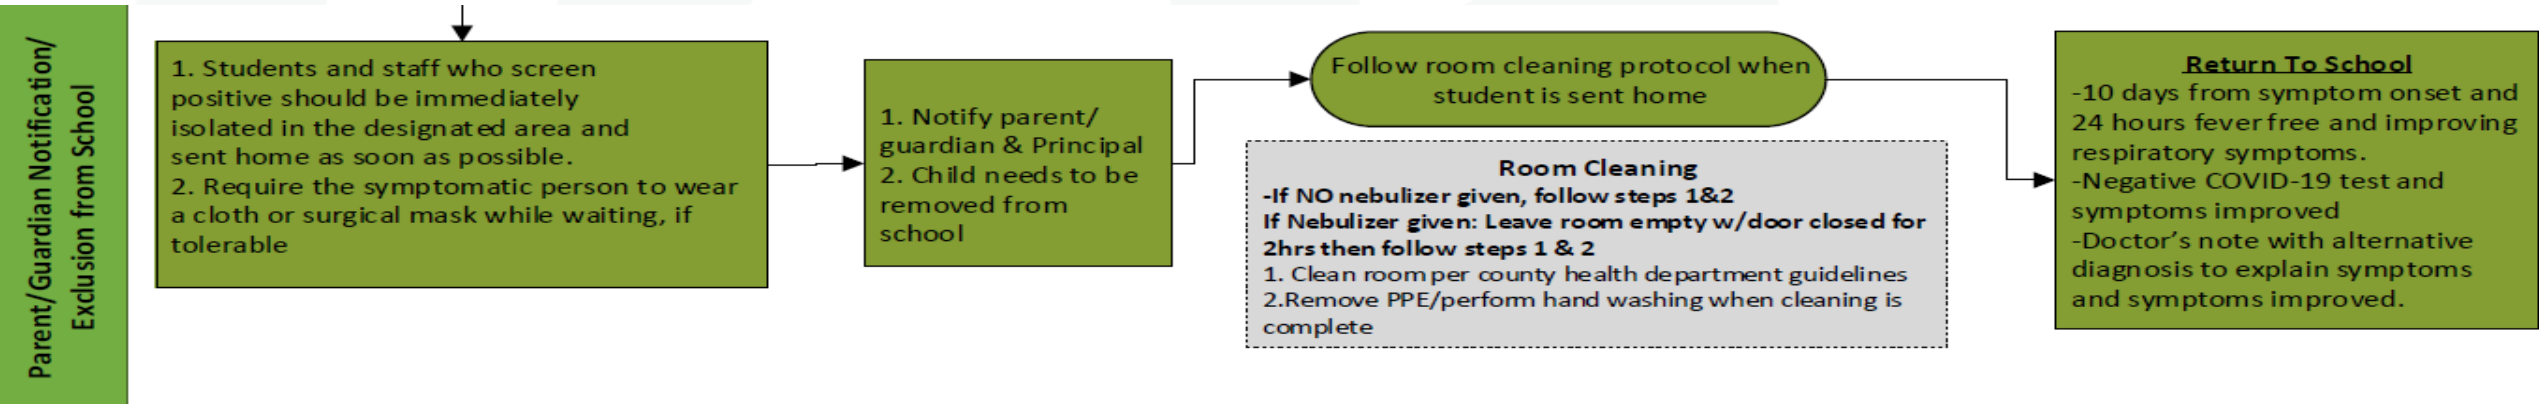 Parent/Guardian Notification/
Exclusion from School
1. Students and staff who screen
positive should be immediately
isolated in the designated area and
sent home as soon as possible.
2. Require the symptomatic person to wear
a cloth or surgical mask while waiting, if
tolerable
1. Notify parent/
guardian & Principal
2. Child needs to be
removed from
school
Follow room cleaning protocol when
student is sent home
Room Cleaning
-If NO nebulizer given, follow steps 1&2
If Nebulizer given: Leave room empty w/door closed for
2hrs then follow steps 1 & 2
1. Clean room per county health department guidelines
2.Remove PPE/perform hand washing when cleaning is
complete
Return To School
-10 days from symptom onset and
24 hours fever free and improving
respiratory symptoms.
-Negative COVID-19 test and
symptoms improved
-Doctor's note with alternative
diagnosis to explain symptoms
and symptoms improved.